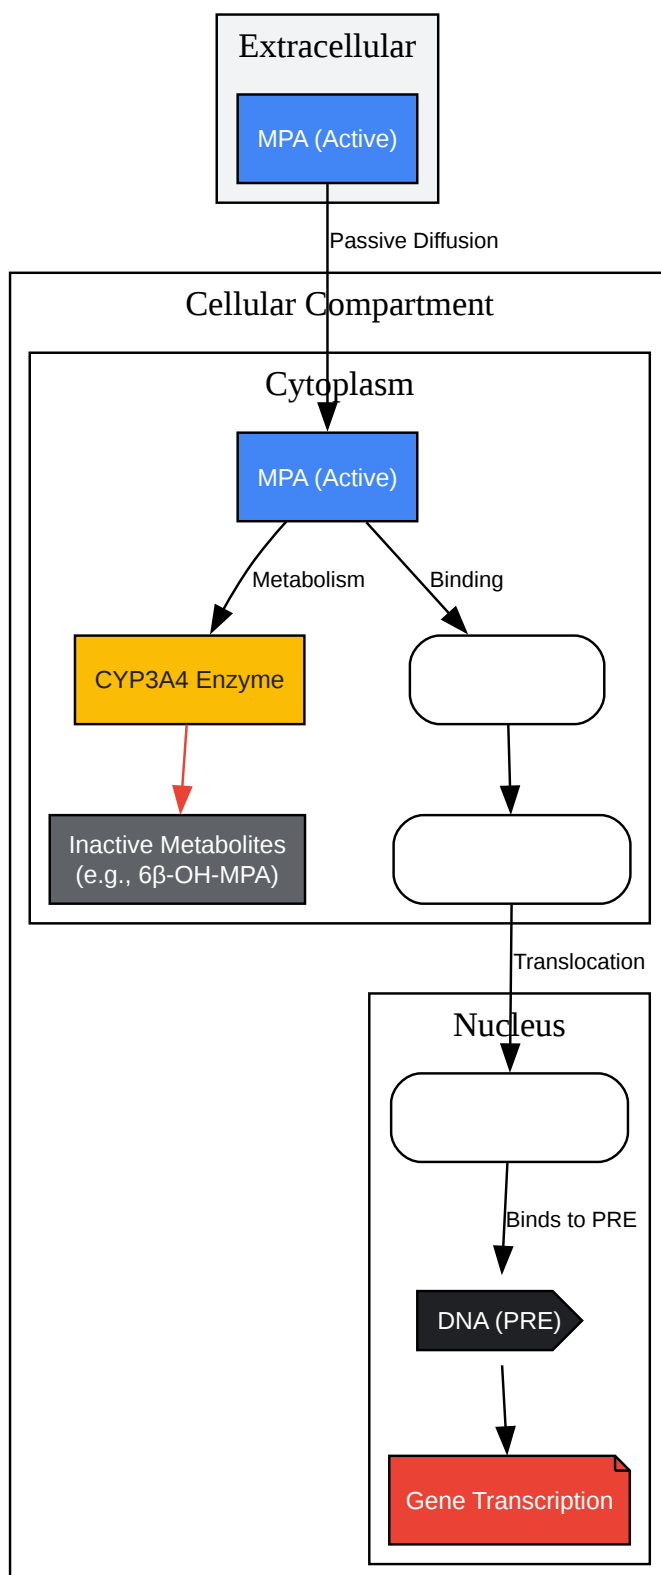 Extracellular
MPA (Active)
Passive Diffusion
Cellular Compartment
Cytoplasm
MPA (Active)
Metabolism
Binding
CYP3A4 Enzyme
Inactive Metabolites
(e.g., 6β-OH-MPA)
Translocation
Nucleus
Binds to PRE
DNA (PRE)
Gene Transcription